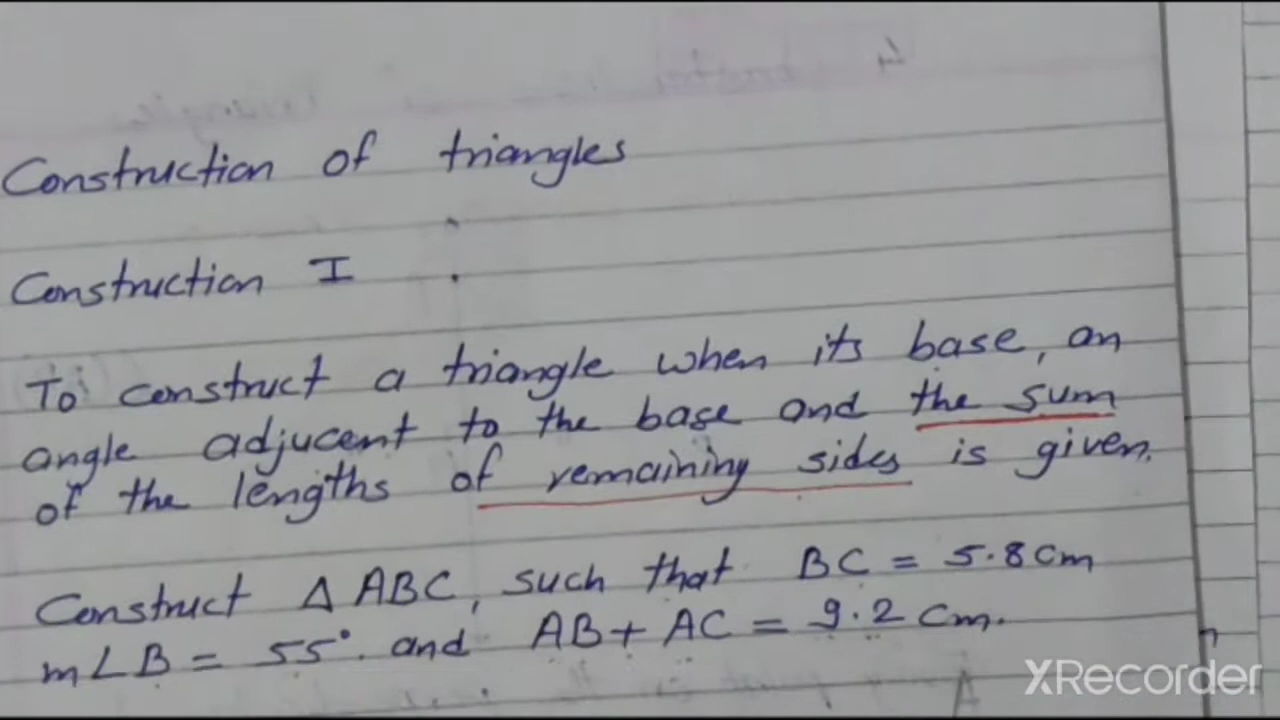 Construction of triangles
Construction I
To construct a triangle when its base, an
angle adjucent to the base and the sum
of the lengths of remaining sides is given.
Construct Δ ABC, such that BC = 5.8 cm
m∠B = 55°. and AB + AC = 9.2 cm.
XRecorder